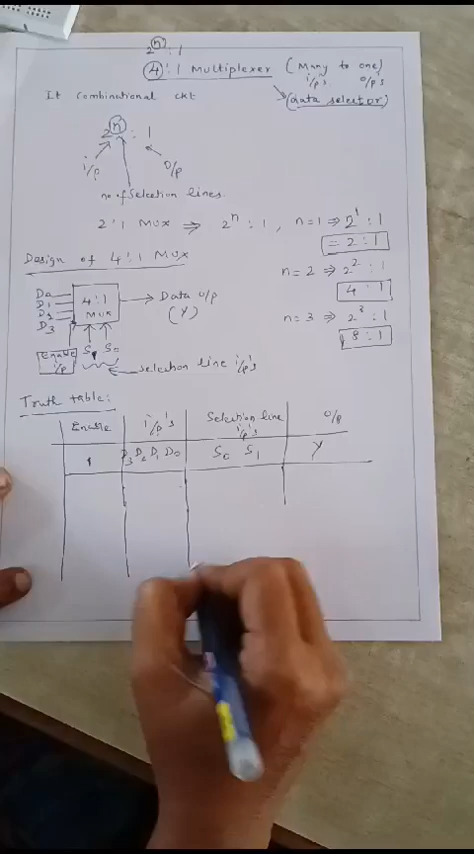 2ⁿ : 1
4:1 Multiplexer (Many to one)
i/p's o/p's
It combinational ckt (data selector)
2ⁿ : 1
i/p o/p
no of selection lines.
2:1 MUX ⇒ 2ⁿ : 1 , n=1 ⇒ 2¹ : 1
= 2 : 1
Design of 4:1 MUX
n=2 ⇒ 2² : 1
4 : 1
D0
D1 4:1 → Data o/p
MUX (Y)
D3
n=3 ⇒ 2³ : 1
8 : 1
Enable i/p S1 S0
selection line i/p's
Truth table:
Enable i/p's Selection line i/p's o/p
1 D3 D2 D1 D0 S0 S1 Y